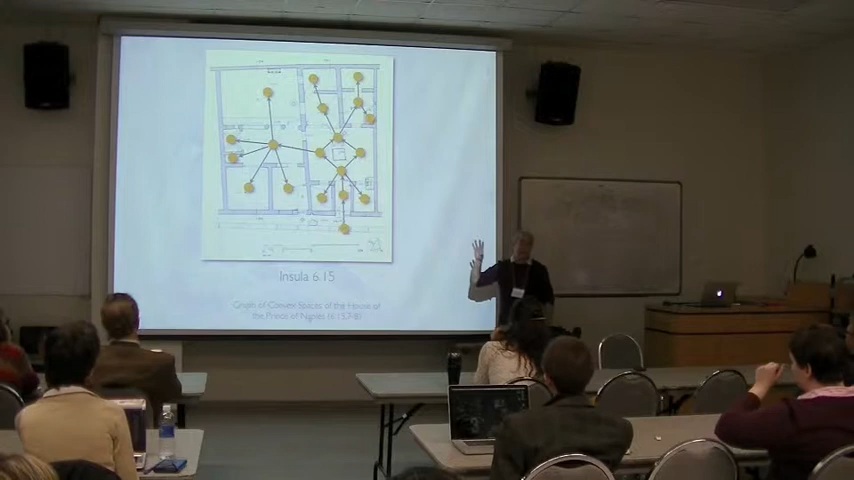 Insula 6.15
Graph of Convex Spaces of the House of
the Prince of Naples (6.15.7-8)